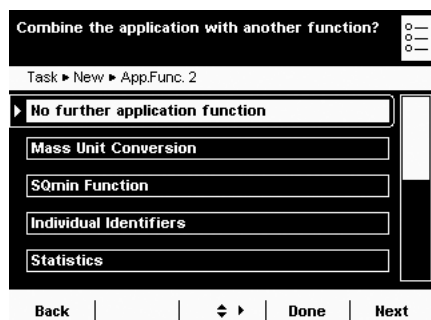 Combine the application with another function?
Task ▸ New ▸ App.Func. 2
No further application function
Mass Unit Conversion
SQmin Function
Individual Identifiers
Statistics
Back Done Next